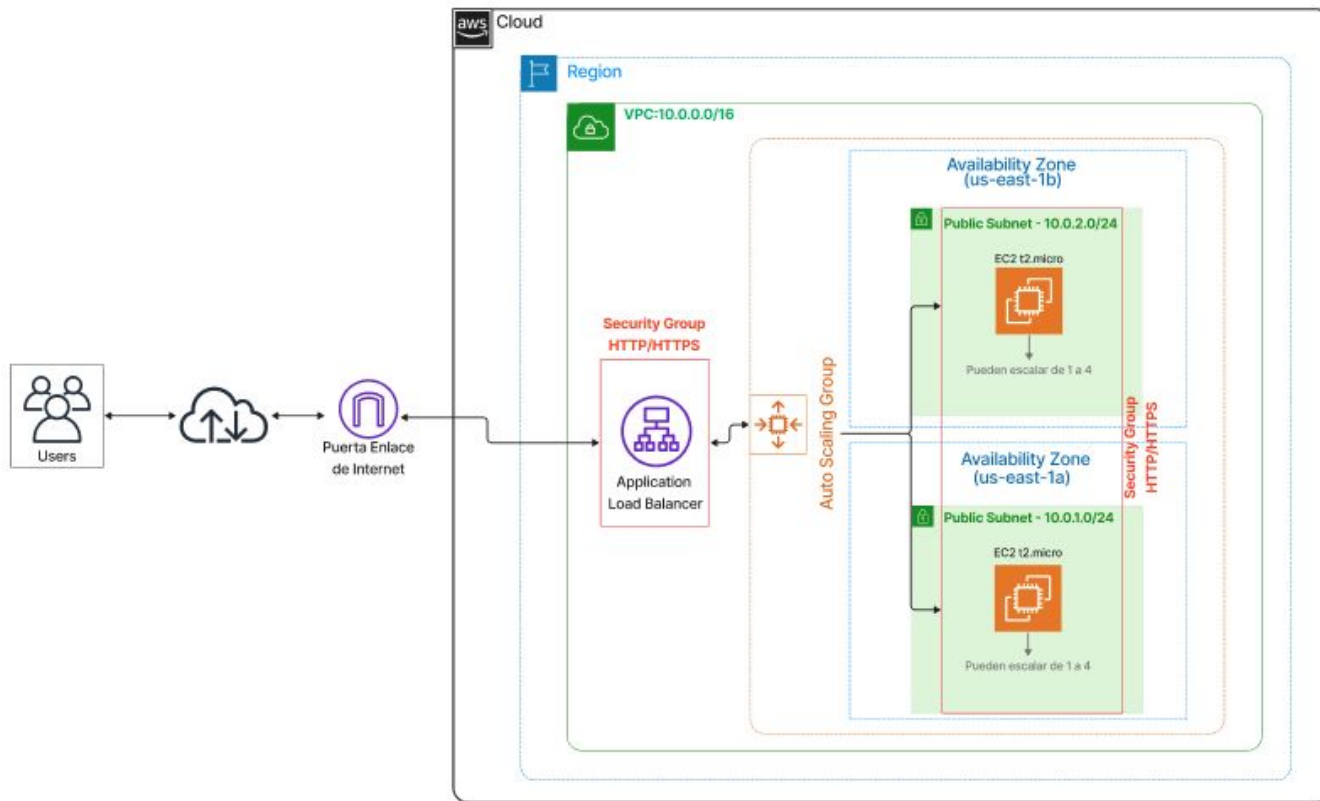 aws Cloud
Region
VPC:10.0.0.0/16
Availability Zone
(us-east-1b)
Public Subnet - 10.0.2.0/24
EC2 t2.micro
Pueden escalar de 1 a 4
Security Group
HTTP/HTTPS
Users
Puerta Enlace
de Internet
Application
Load Balancer
Auto Scaling Group
Security Group
HTTP/HTTPS
Availability Zone
(us-east-1a)
Public Subnet - 10.0.1.0/24
EC2 t2.micro
Pueden escalar de 1 a 4